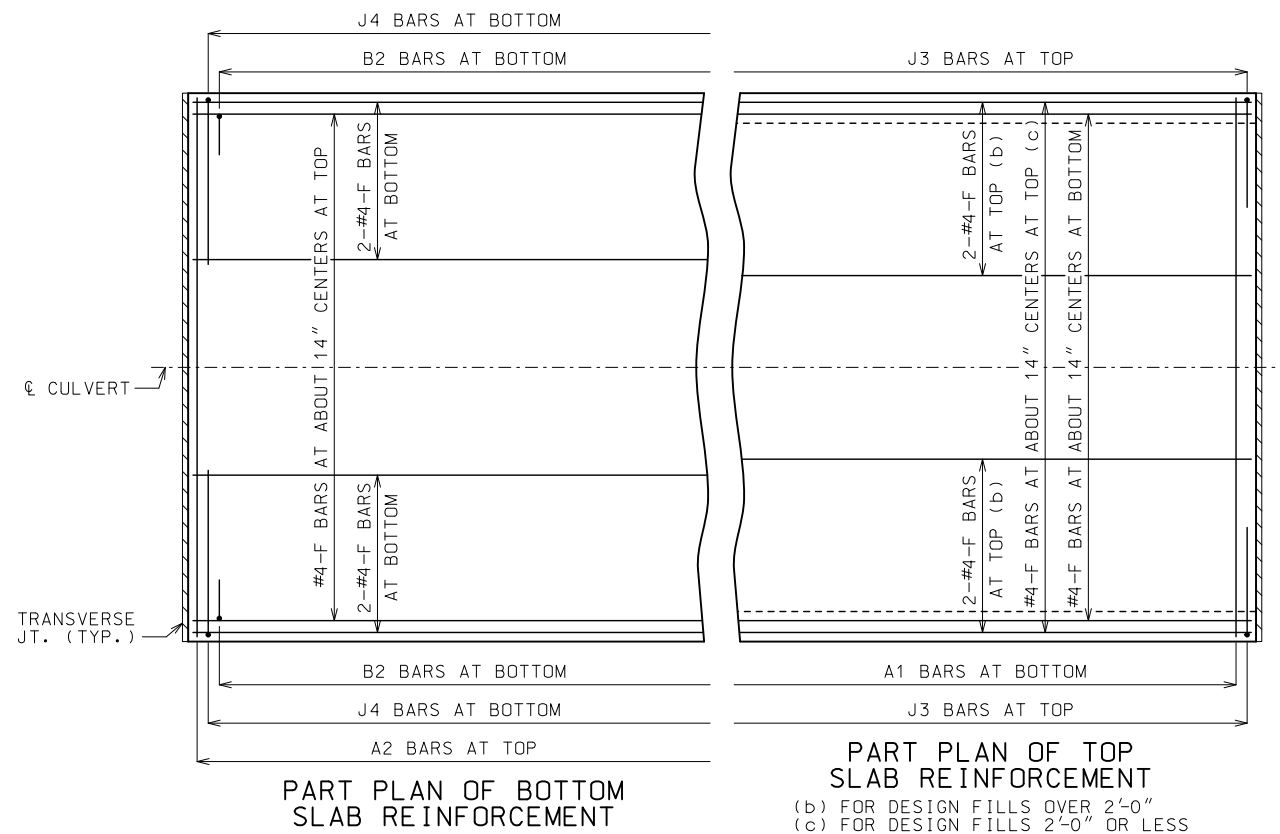 J4 BARS AT BOTTOM
B2 BARS AT BOTTOM
J3 BARS AT TOP
#4-F BARS AT ABOUT 14" CENTERS AT TOP
2-#4-F BARS
AT BOTTOM
2-#4-F BARS
AT TOP (b)
#4-F BARS AT ABOUT 14" CENTERS AT TOP (c)
#4-F BARS AT ABOUT 14" CENTERS AT BOTTOM
℄ CULVERT
2-#4-F BARS
AT BOTTOM
2-#4-F BARS
AT TOP (b)
TRANSVERSE
JT. (TYP.)
B2 BARS AT BOTTOM
A1 BARS AT BOTTOM
J4 BARS AT BOTTOM
J3 BARS AT TOP
A2 BARS AT TOP
PART PLAN OF BOTTOM
SLAB REINFORCEMENT
PART PLAN OF TOP
SLAB REINFORCEMENT
(b) FOR DESIGN FILLS OVER 2'-0"
(c) FOR DESIGN FILLS 2'-0" OR LESS